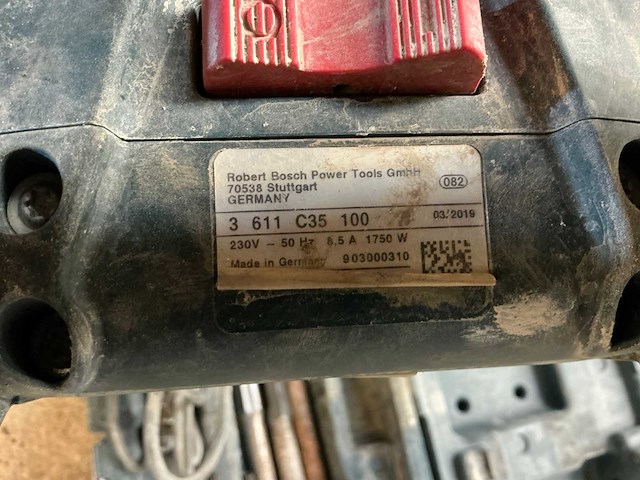 Robert Bosch Power Tools GmbH
70538 Stuttgart
GERMANY
082
3 611 C35 100
03/2019
230V ~ 50 Hz 8,5 A 1750 W
Made in Germany
903000310